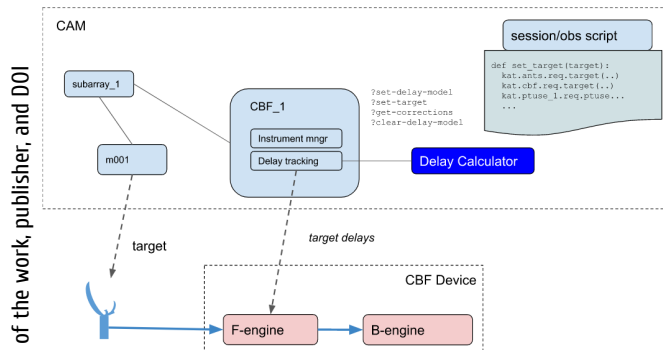 of the work, publisher, and DOI
CAM
session/obs script
def set_target(target):
kat.ants.req.target(..)
kat.cbf.req.target(..)
kat.ptuse_1.req.ptuse...
...
subarray_1
m001
CBF_1
Instrument mngr
Delay tracking
?set-delay-model
?set-target
?get-corrections
?clear-delay-model
Delay Calculator
target
target delays
CBF Device
F-engine
B-engine